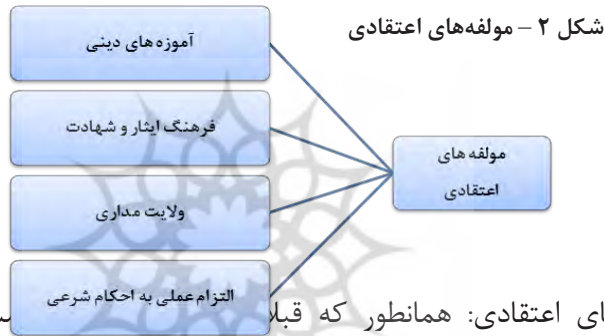 شکل ۲ – مولفه‌های اعتقادی
آموزه های دینی
فرهنگ ایثار و شهادت
مولفه های
اعتقادی
ولایت مداری
التزام عملی به احکام شرعی
ای اعتقادی: همانطور که قبلا